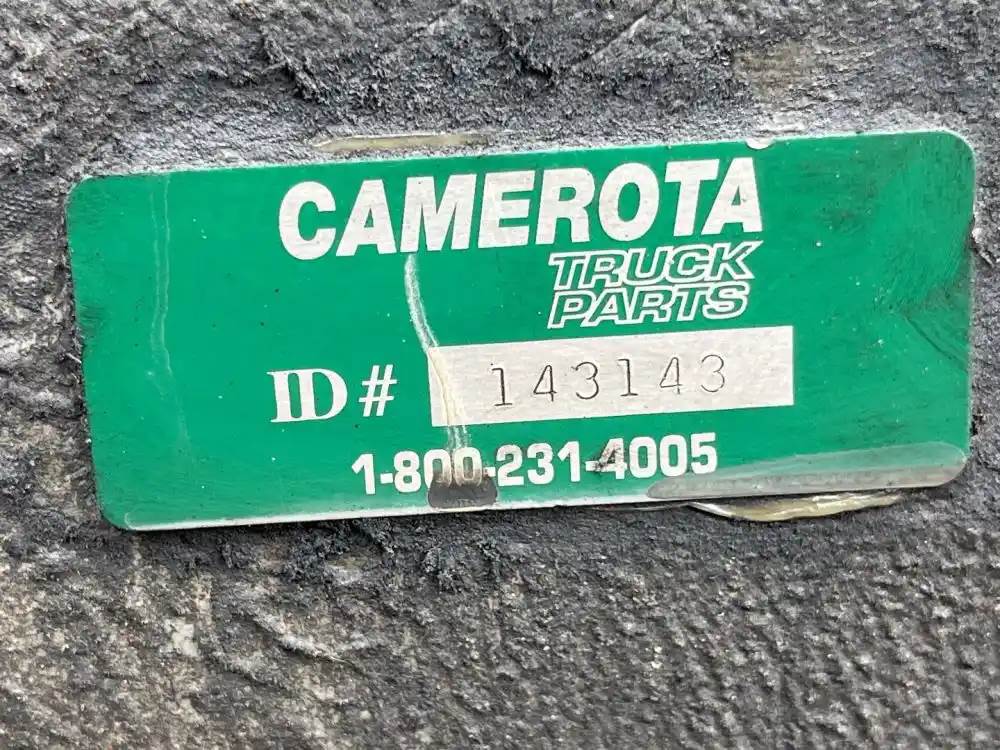 CAMEROTA
TRUCK
PARTS
ID# 143143
1-800-231-4005